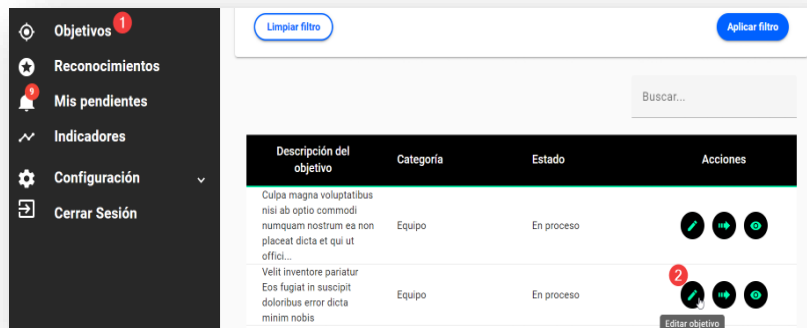 Objetivos 1
Reconocimientos
9
Mis pendientes
Indicadores
Configuración
Cerrar Sesión
Limpiar filtro
Aplicar filtro
Buscar...
Descripción del objetivo
Categoría
Estado
Acciones
Culpa magna voluptatibus
nisi ab optio commodi
numquam nostrum ea non
placeat dicta et qui ut
offici...
Equipo
En proceso
Velit inventore pariatur
Eos fugiat in suscipit
doloribus error dicta
minim nobis
Equipo
En proceso
2
Editar objetivo